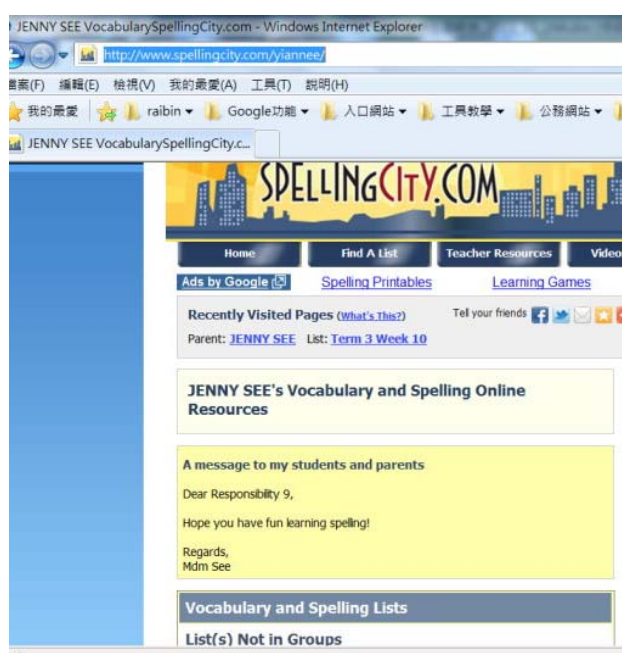 JENNY SEE VocabularySpellingCity.com - Windows Internet Explorer
http://www.spellingcity.com/yiannee/
檔案(F) 編輯(E) 檢視(V) 我的最愛(A) 工具(T) 說明(H)
我的最愛 raibin Google功能 入口網站 工具教學 公務網站
JENNY SEE VocabularySpellingCity.c...
SPELLINGCITY.COM
Home Find A List Teacher Resources Video
Ads by Google Spelling Printables Learning Games
Recently Visited Pages (What's This?) Tell your friends
Parent: JENNY SEE List: Term 3 Week 10
JENNY SEE's Vocabulary and Spelling Online
Resources
A message to my students and parents
Dear Responsibility 9,
Hope you have fun learning spelling!
Regards,
Mdm See
Vocabulary and Spelling Lists
List(s) Not in Groups